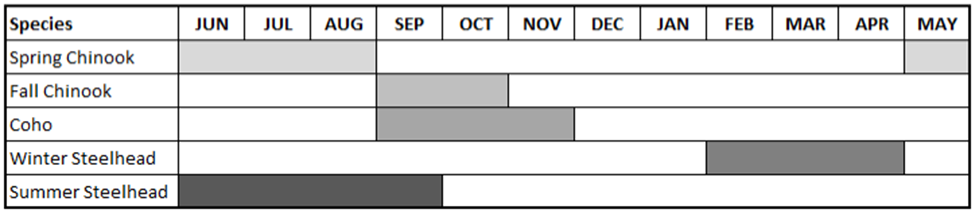 Species JUN JUL AUG SEP OCT NOV DEC JAN FEB MAR APR MAY
Spring Chinook
Fall Chinook
Coho
Winter Steelhead
Summer Steelhead